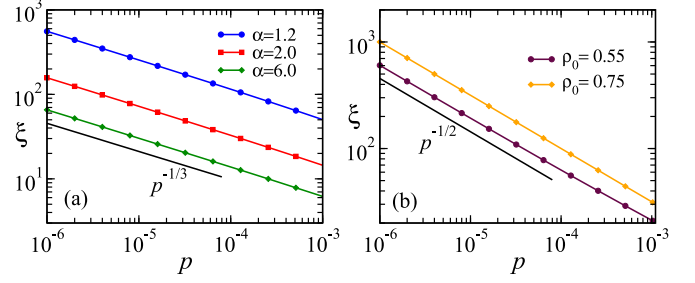 10^3
10^2
10^1
ξ
α=1.2
α=2.0
α=6.0
p^{-1/3}
(a)
10^{-6} 10^{-5} 10^{-4} 10^{-3}
p
10^3
10^2
ξ
ρ_0 = 0.55
ρ_0 = 0.75
p^{-1/2}
(b)
10^{-6} 10^{-5} 10^{-4} 10^{-3}
p